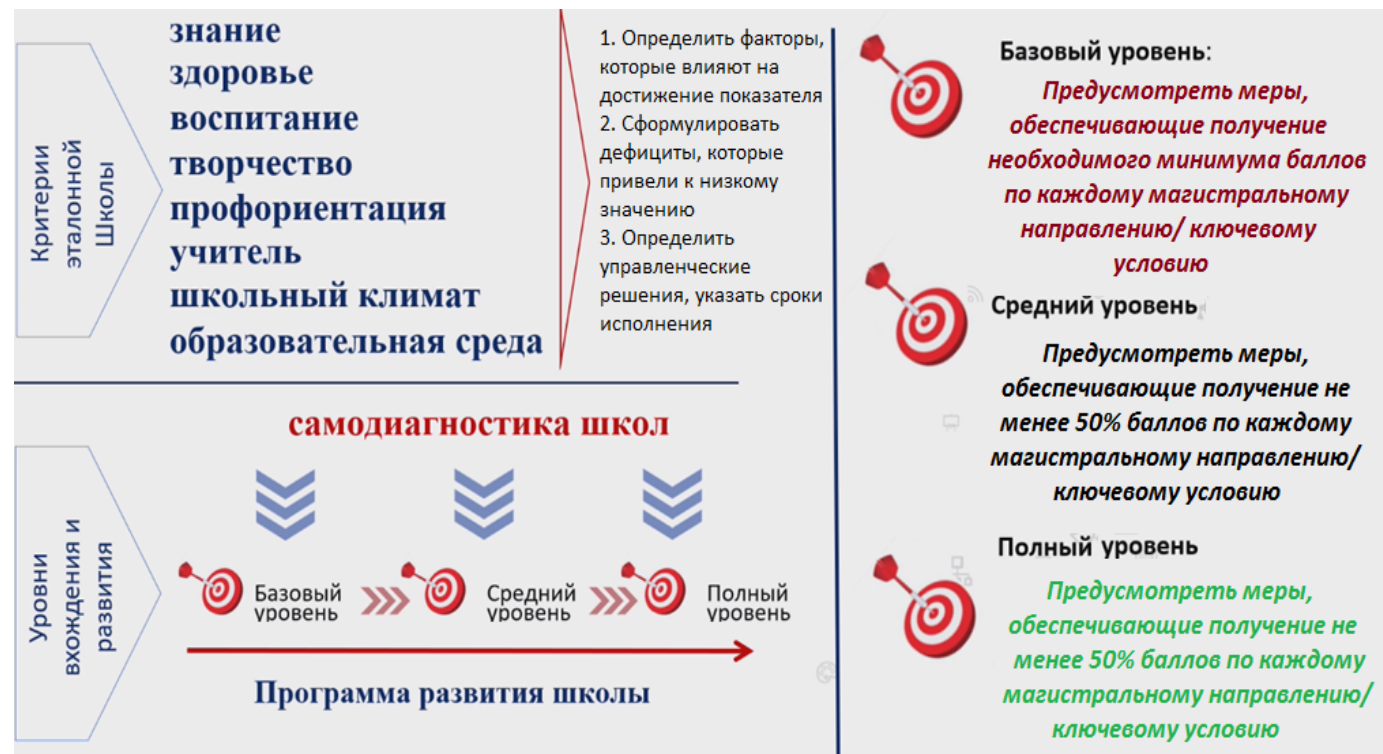 Критерии
эталонной
Школы
знание
здоровье
воспитание
творчество
профориентация
учитель
школьный климат
образовательная среда
1. Определить факторы,
которые влияют на
достижение показателя
2. Сформулировать
дефициты, которые
привели к низкому
значению
3. Определить
управленческие
решения, указать сроки
исполнения
Уровни
вхождения и
развития
самодиагностика школ
Базовый
уровень
Средний
уровень
Полный
уровень
Программа развития школы
Базовый уровень:
Предусмотреть меры,
обеспечивающие получение
необходимого минимума баллов
по каждому магистральному
направлению/ ключевому
условию
Средний уровень
Предусмотреть меры,
обеспечивающие получение не
менее 50% баллов по каждому
магистральному направлению/
ключевому условию
Полный уровень
Предусмотреть меры,
обеспечивающие получение не
менее 50% баллов по каждому
магистральному направлению/
ключевому условию